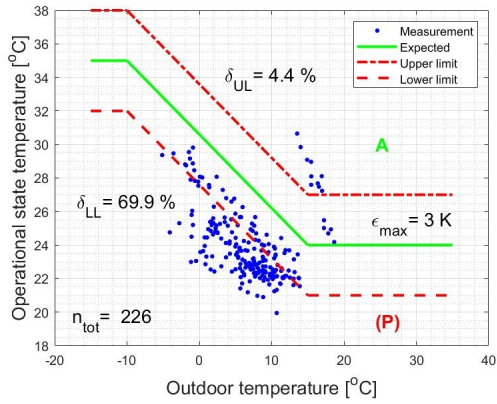 38
36
34
32
30
28
26
24
22
20
18
-20
-10
0
10
20
30
40
Operational state temperature [°C]
Outdoor temperature [°C]
Measurement
Expected
Upper limit
Lower limit
δUL = 4.4 %
A
δLL = 69.9 %
ϵmax = 3 K
ntot = 226
(P)